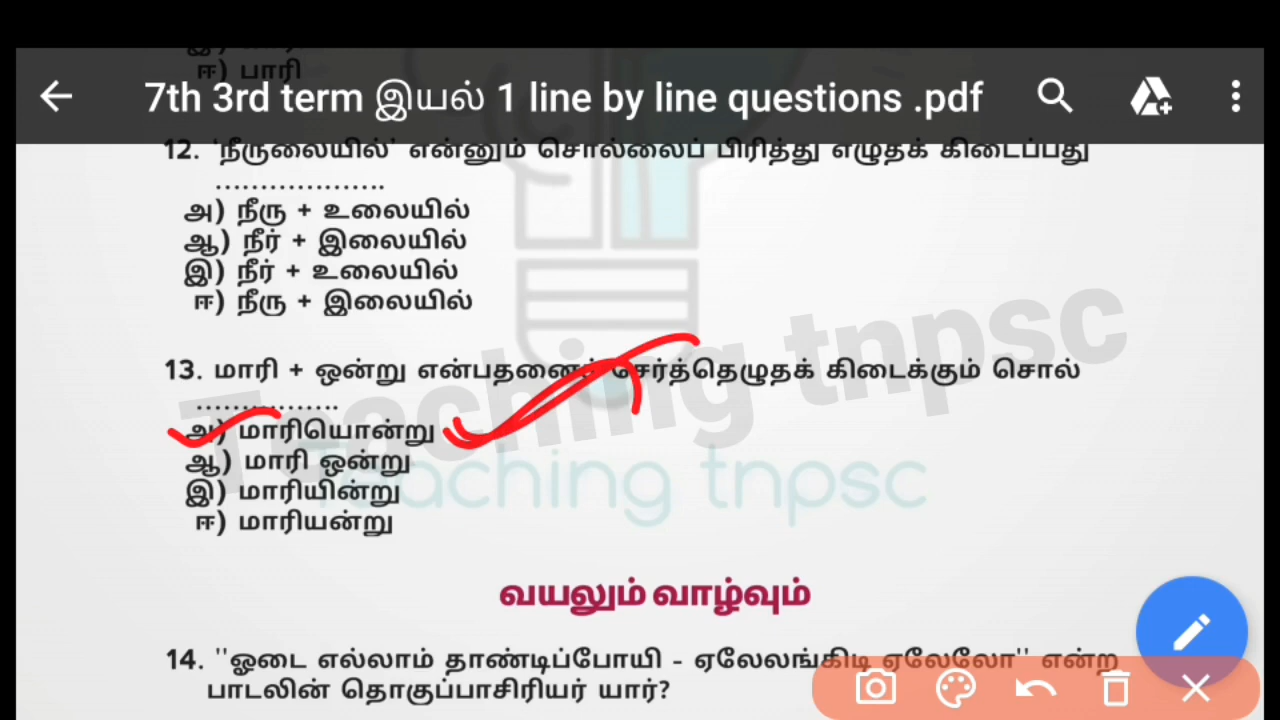 ஈ) பாரி
7th 3rd term இயல் 1 line by line questions .pdf
12. 'நீருலையில்' என்னும் சொல்லைப் பிரித்து எழுதக் கிடைப்பது
...................
அ) நீரு + உலையில்
ஆ) நீர் + இலையில்
இ) நீர் + உலையில்
ஈ) நீரு + இலையில்
13. மாரி + ஒன்று என்பதனைச் சேர்த்தெழுதக் கிடைக்கும் சொல்
................
அ) மாரியொன்று
ஆ) மாரி ஒன்று
இ) மாரியின்று
ஈ) மாரியன்று
Teaching tnpsc
Teaching tnpsc
வயலும் வாழ்வும்
14. ''ஓடை எல்லாம் தாண்டிப்போயி - ஏலேலங்கிடி ஏலேலோ'' என்ற
பாடலின் தொகுப்பாசிரியர் யார்?